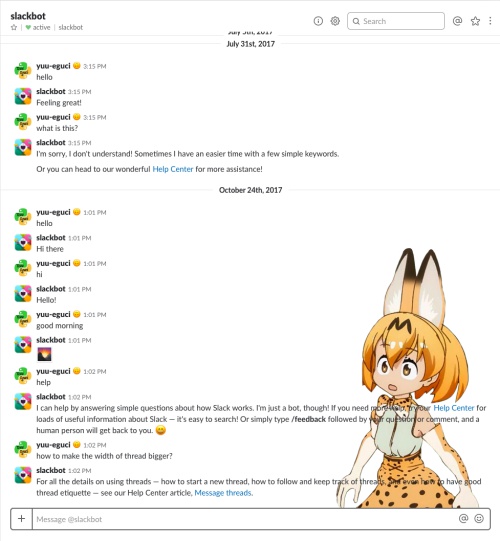 slackbot
active | slackbot
Search
July 5th, 2017
July 31st, 2017
yuu-eguci 3:15 PM
hello
slackbot 3:15 PM
Feeling great!
yuu-eguci 3:15 PM
what is this?
slackbot 3:15 PM
I'm sorry, I don't understand! Sometimes I have an easier time with a few simple keywords.
Or you can head to our wonderful Help Center for more assistance!
October 24th, 2017
yuu-eguci 1:01 PM
hello
slackbot 1:01 PM
Hi there
yuu-eguci 1:01 PM
hi
slackbot 1:01 PM
Hello!
yuu-eguci 1:01 PM
good morning
slackbot 1:01 PM
yuu-eguci 1:02 PM
help
slackbot 1:02 PM
I can help by answering simple questions about how Slack works. I'm just a bot, though! If you need more help, try our Help Center for
loads of useful information about Slack — it's easy to search! Or simply type /feedback followed by your question or comment, and a
human person will get back to you.
yuu-eguci 1:02 PM
how to make the width of thread bigger?
slackbot 1:02 PM
For all the details on using threads — how to start a new thread, how to follow and keep track of threads, and even how to have good
thread etiquette — see our Help Center article, Message threads.
Message @slackbot